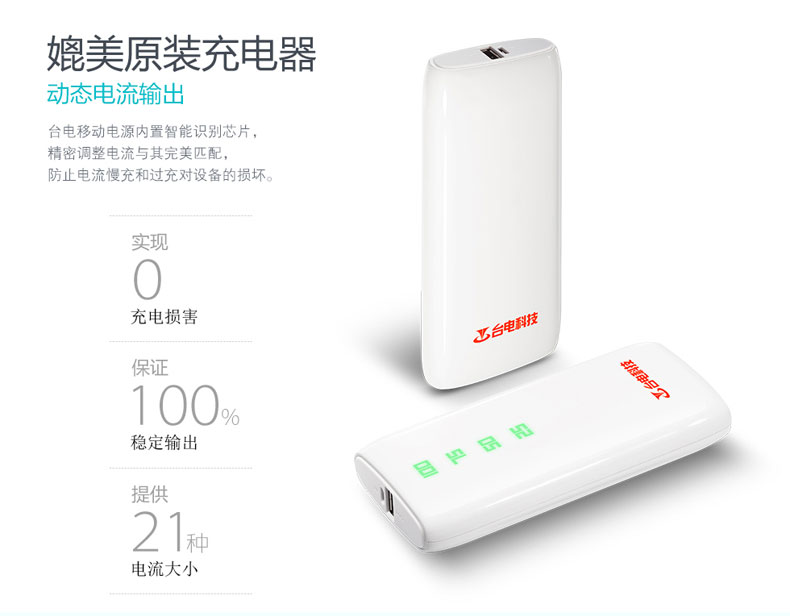 媲美原装充电器
动态电流输出
台电移动电源内置智能识别芯片，
精密调整电流与其完美匹配，
防止电流慢充和过充对设备的损坏。
实现
0
充电损害
保证
100%
稳定输出
提供
21种
电流大小
台电科技
台电科技
100 75 50 25